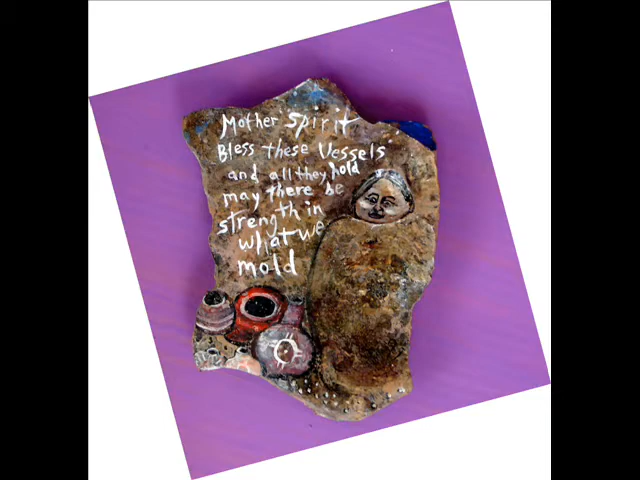 Mother Spirit
Bless these Vessels
and all they hold
may there be
strength in
what we
mold